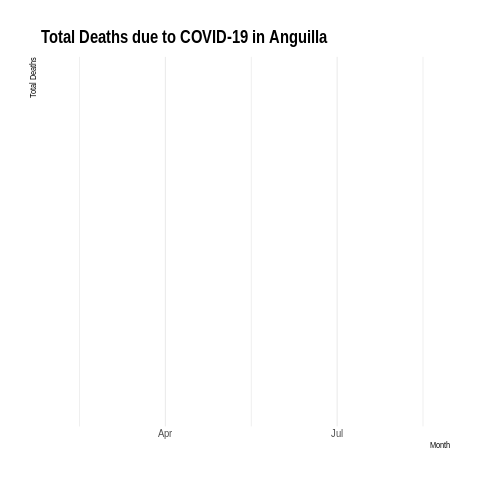 Total Deaths due to COVID-19 in Anguilla
Total Deaths
Apr
Jul
Month